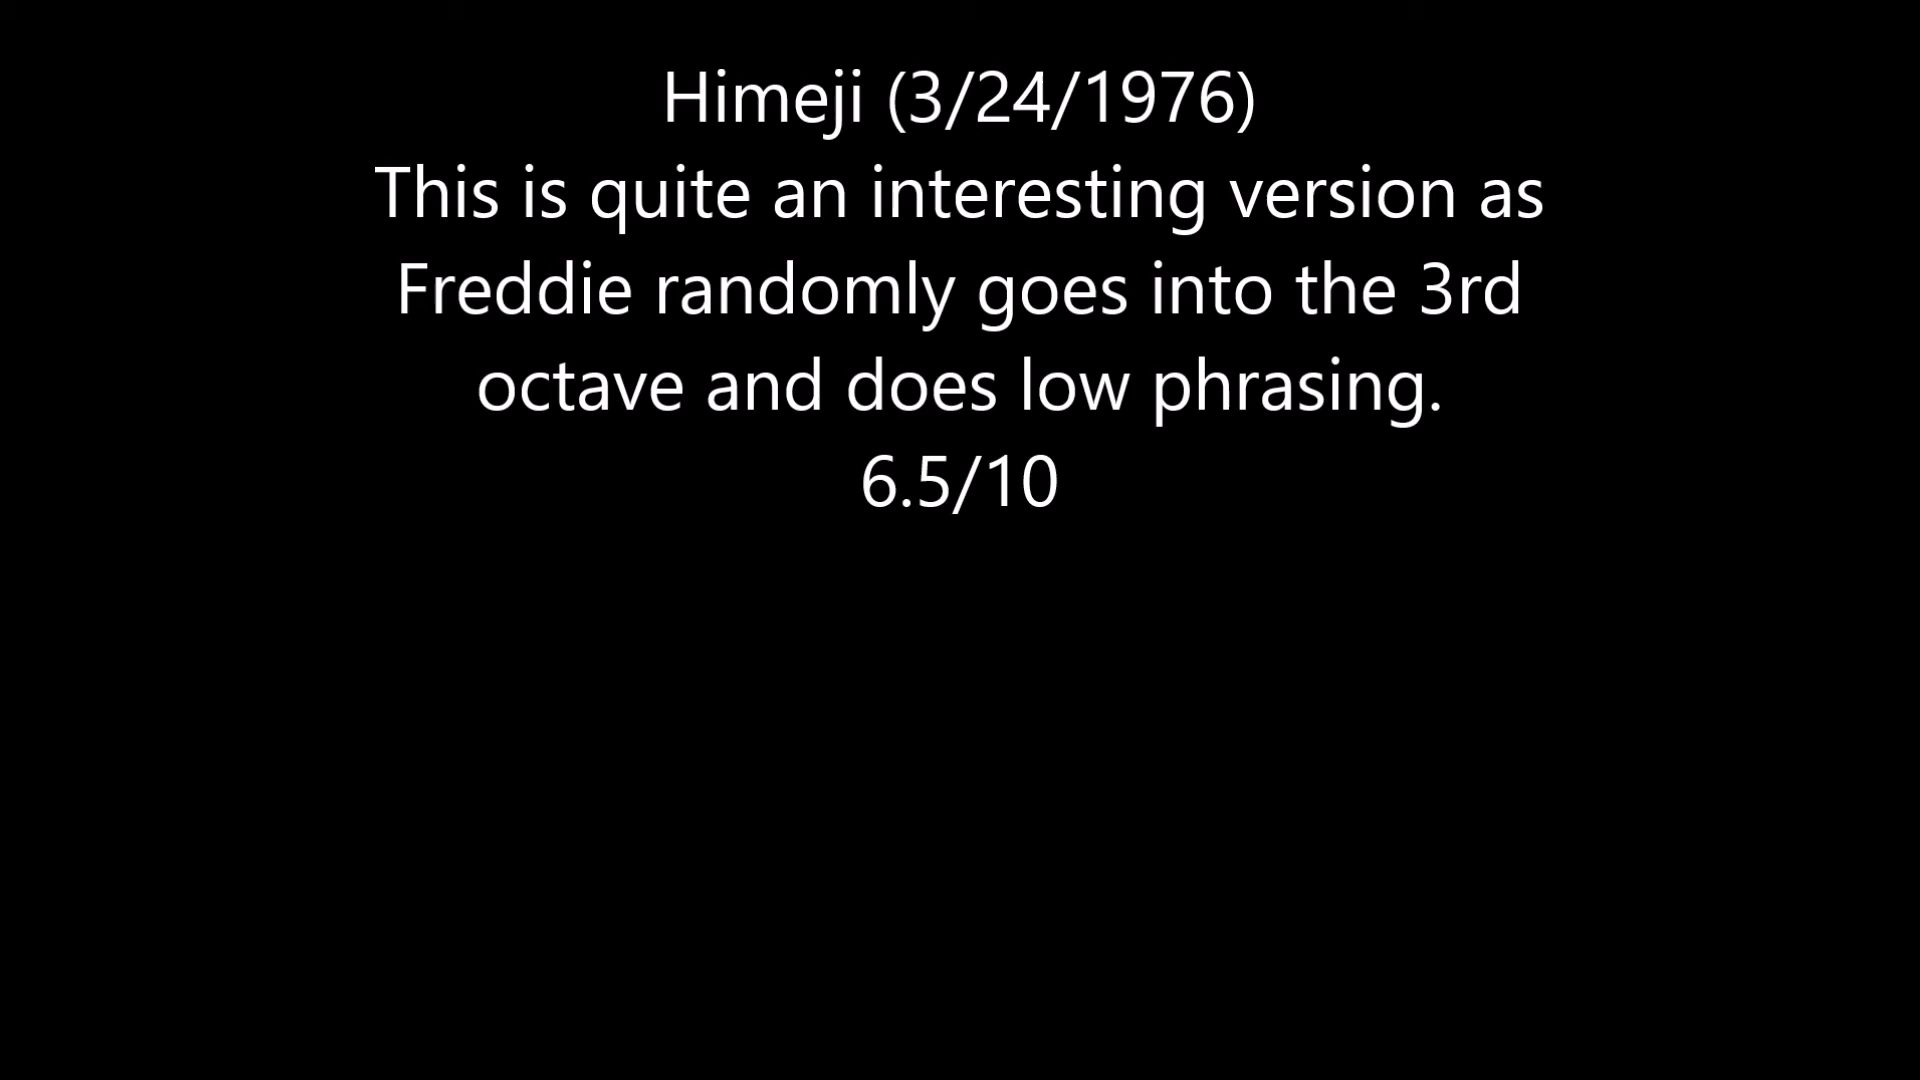 Himeji (3/24/1976)
This is quite an interesting version as
Freddie randomly goes into the 3rd
octave and does low phrasing.
6.5/10